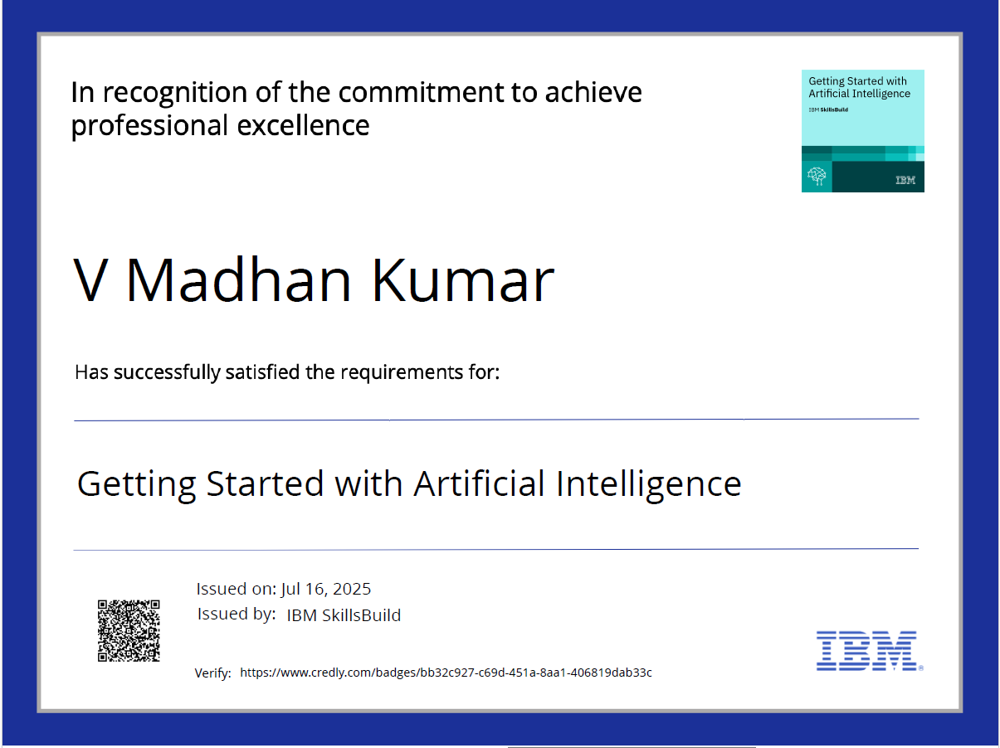 In recognition of the commitment to achieve
professional excellence
Getting Started with
Artificial Intelligence
IBM SkillsBuild
IBM
V Madhan Kumar
Has successfully satisfied the requirements for:
Getting Started with Artificial Intelligence
Issued on: Jul 16, 2025
Issued by: IBM SkillsBuild
IBM®
Verify: https://www.credly.com/badges/bb32c927-c69d-451a-8aa1-406819dab33c